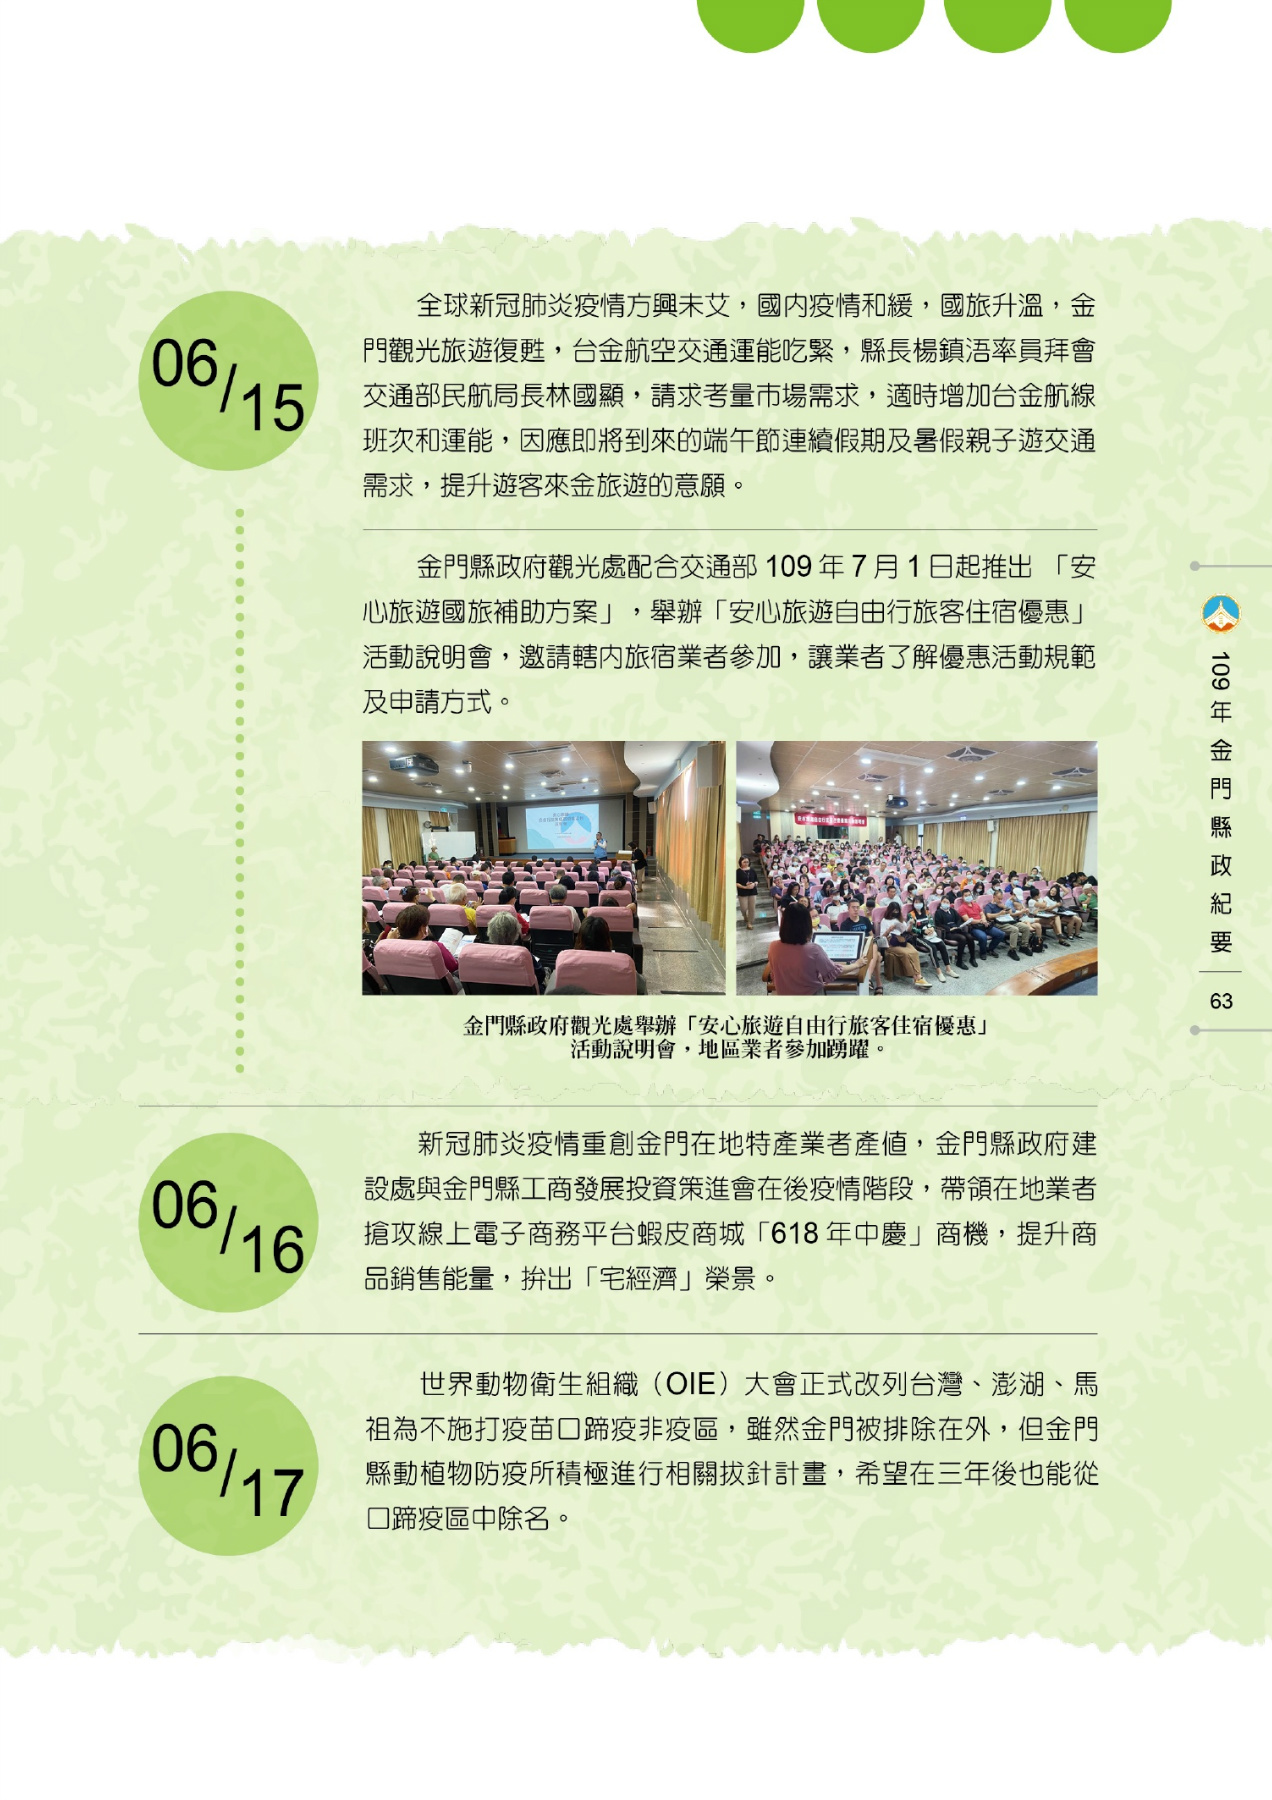 06/15
全球新冠肺炎疫情方興未艾，國內疫情和緩，國旅升溫，金
門觀光旅遊復甦，台金航空交通運能吃緊，縣長楊鎮浯率員拜會
交通部民航局長林國顯，請求考量市場需求，適時增加台金航線
班次和運能，因應即將到來的端午節連續假期及暑假親子遊交通
需求，提升遊客來金旅遊的意願。
金門縣政府觀光處配合交通部 109 年 7 月 1 日起推出 「安
心旅遊國旅補助方案」，舉辦「安心旅遊自由行旅客住宿優惠」
活動說明會，邀請轄內旅宿業者參加，讓業者了解優惠活動規範
及申請方式。
金門縣政府觀光處舉辦「安心旅遊自由行旅客住宿優惠」
活動說明會，地區業者參加踴躍。
06/16
新冠肺炎疫情重創金門在地特產業者產值，金門縣政府建
設處與金門縣工商發展投資策進會在後疫情階段，帶領在地業者
搶攻線上電子商務平台蝦皮商城「618 年中慶」商機，提升商
品銷售能量，拚出「宅經濟」榮景。
06/17
世界動物衛生組織（OIE）大會正式改列台灣、澎湖、馬
祖為不施打疫苗口蹄疫非疫區，雖然金門被排除在外，但金門
縣動植物防疫所積極進行相關拔針計畫，希望在三年後也能從
口蹄疫區中除名。
109 年金門縣政紀要
63